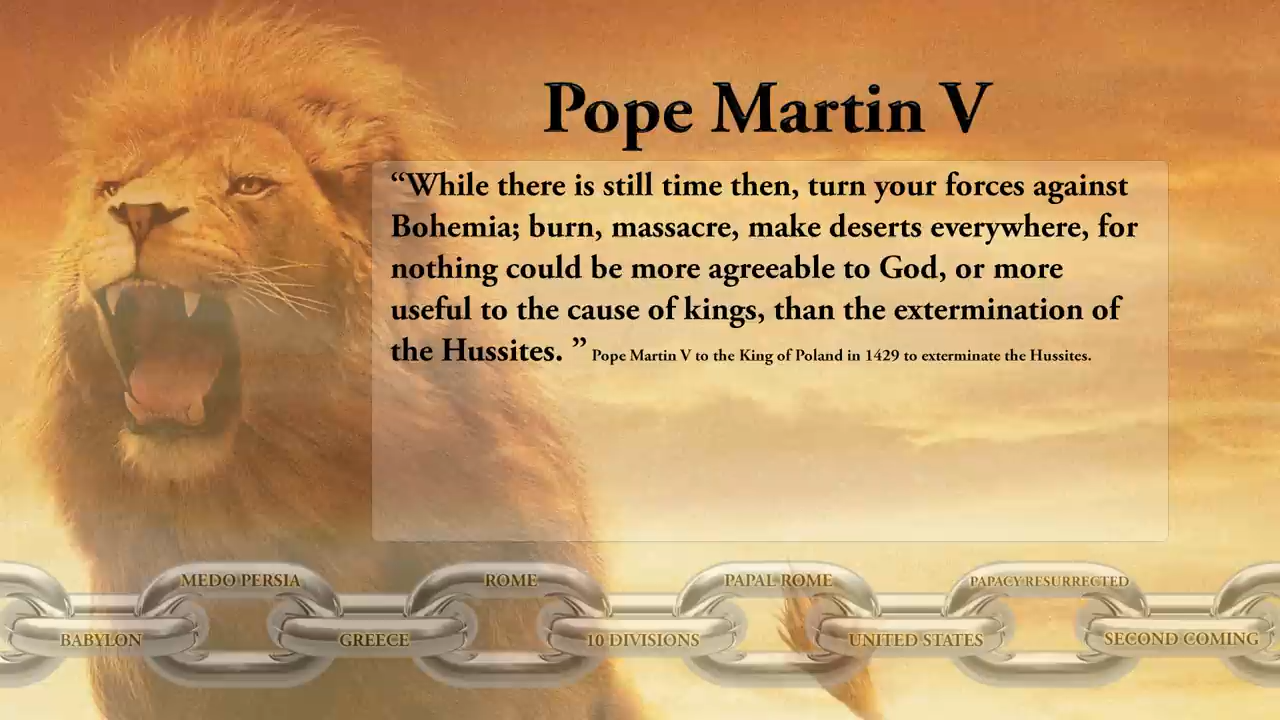 Pope Martin V
“While there is still time then, turn your forces against
Bohemia; burn, massacre, make deserts everywhere, for
nothing could be more agreeable to God, or more
useful to the cause of kings, than the extermination of
the Hussites. ” Pope Martin V to the King of Poland in 1429 to exterminate the Hussites.
MEDO PERSIA ROME PAPAL ROME PAPACY RESURRECTED
BABYLON GREECE 10 DIVISIONS UNITED STATES SECOND COMING